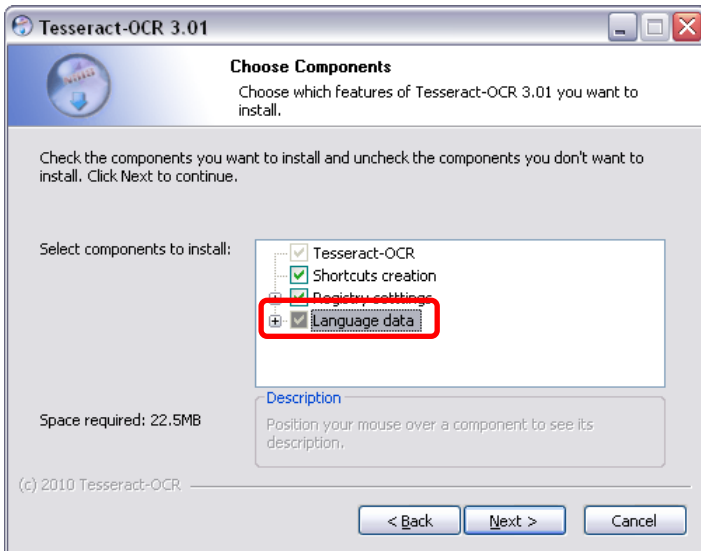 Tesseract-OCR 3.01
Choose Components
Choose which features of Tesseract-OCR 3.01 you want to
install.
Check the components you want to install and uncheck the components you don't want to
install. Click Next to continue.
Select components to install:
Tesseract-OCR
Shortcuts creation
Registry setttings
Language data
Space required: 22.5MB
Description
Position your mouse over a component to see its
description.
(c) 2010 Tesseract-OCR
< Back
Next >
Cancel